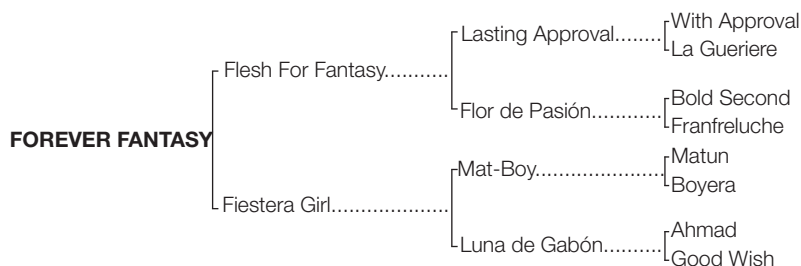 With Approval
Lasting Approval........
La Gueriere
Flesh For Fantasy...........
Bold Second
Flor de Pasión............
Franfreluche
FOREVER FANTASY
Matun
Mat-Boy......................
Boyera
Fiestera Girl....................
Ahmad
Luna de Gabón..........
Good Wish